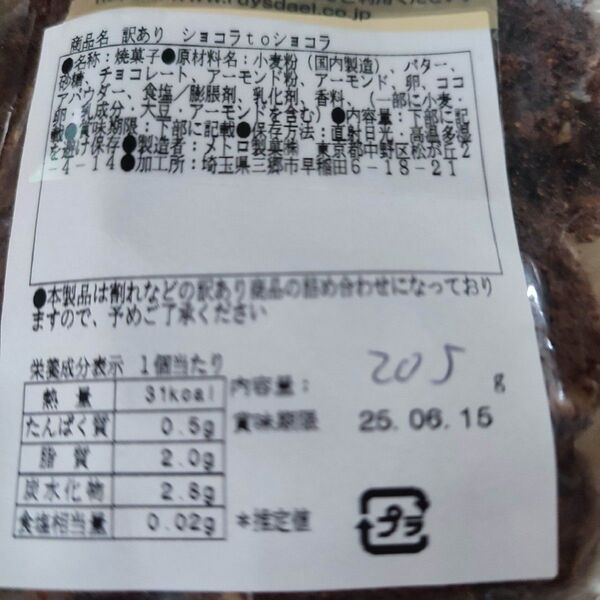 www.ruysdael.co.jp
商品名 訳あり ショコラtoショコラ
●名称：焼菓子●原材料名：小麦粉（国内製造）、バター、
砂糖、チョコレート、アーモンド粉、アーモンド、卵、ココ
アパウダー、食塩／膨脹剤、乳化剤、香料、（一部に小麦・
卵・乳成分・大豆・アーモンドを含む）●内容量：下部に記
載●賞味期限：下部に記載●保存方法：直射日光、高温多湿
を避け保存●製造者：メトロ製菓㈱ 東京都中野区松が丘2
-4-14●加工所：埼玉県三郷市早稲田6-18-21
●本製品は割れなどの訳あり商品の詰め合わせになっており
ますので、予めご了承ください
栄養成分表示 1個当たり
熱量 31kcal
たんぱく質 0.5g
脂質 2.0g
炭水化物 2.8g
食塩相当量 0.02g
*推定値
内容量： 205 g
賞味期限 25.06.15
プラ